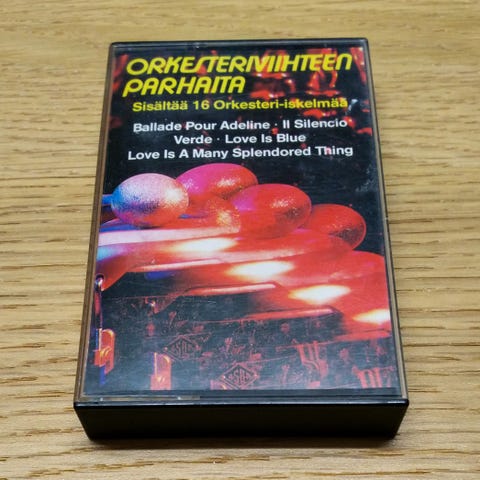 ORKESTERIVIIHTEEN
PARHAITA
Sisältää 16 Orkesteri-iskelmää
Ballade Pour Adeline · Il Silencio
Verde · Love Is Blue
Love Is A Many Splendored Thing